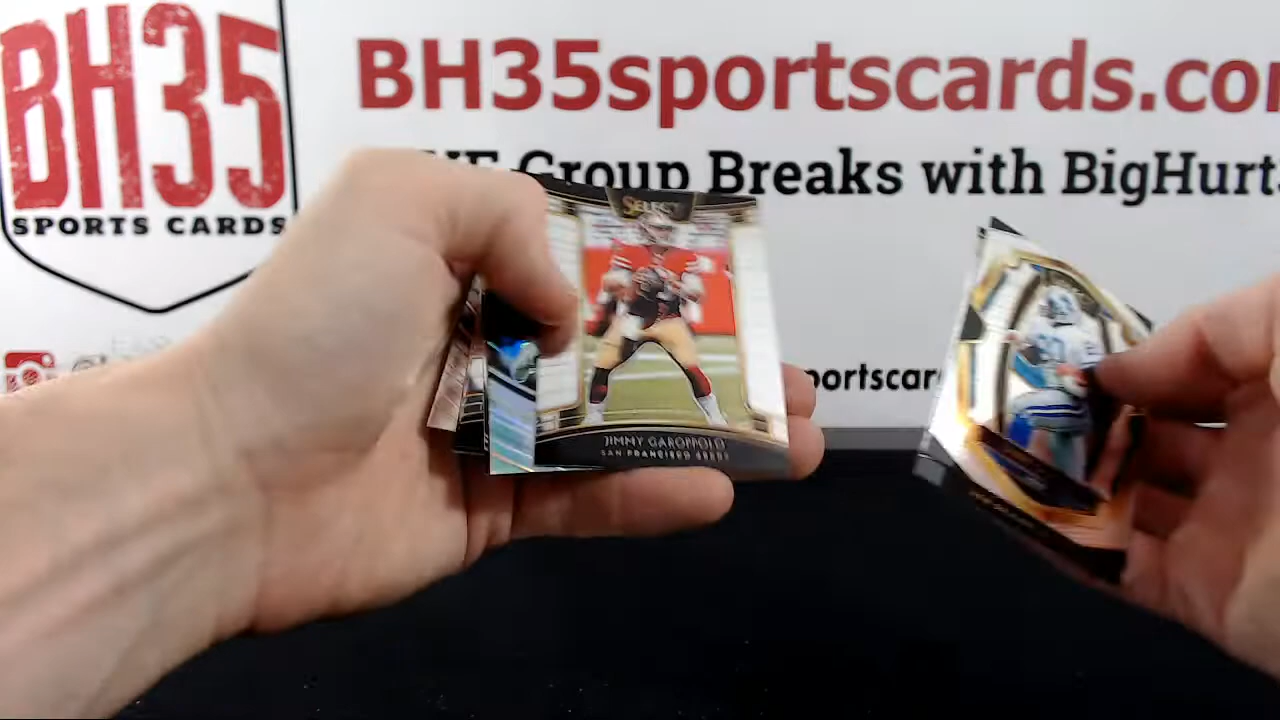 BH35
SPORTS CARDS
BH35sportscards.co
Group Breaks with BigHurt
portscar
SELECT
JIMMY GAROPPOLO
SAN FRANCISCO 49ERS